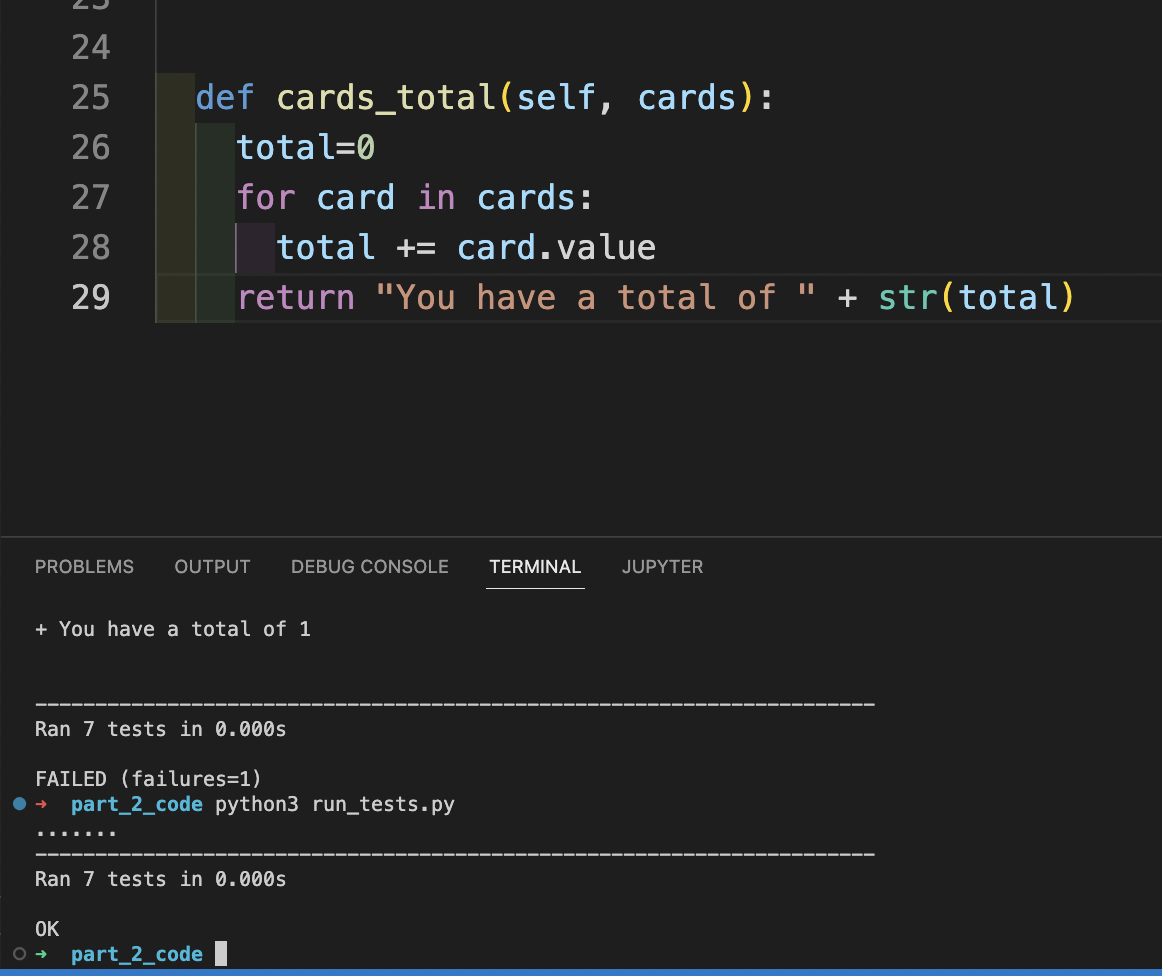 23
24
25 def cards_total(self, cards):
26 total=0
27 for card in cards:
28 total += card.value
29 return "You have a total of " + str(total)
PROBLEMS OUTPUT DEBUG CONSOLE TERMINAL JUPYTER
+ You have a total of 1
----------------------------------------------------------------------
Ran 7 tests in 0.000s
FAILED (failures=1)
➜ part_2_code python3 run_tests.py
.......
----------------------------------------------------------------------
Ran 7 tests in 0.000s
OK
➜ part_2_code